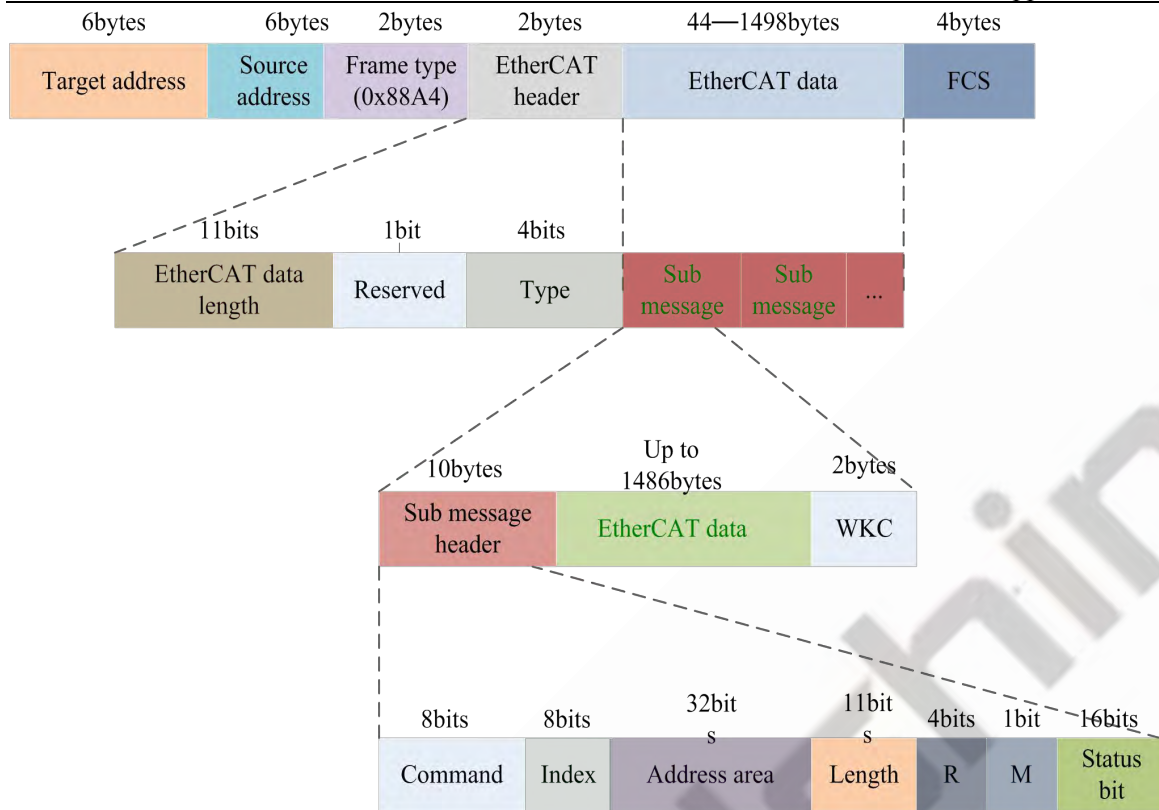 6bytes 6bytes 2bytes 2bytes 44—1498bytes 4bytes
Target address
Source
address
Frame type
(0x88A4)
EtherCAT
header
EtherCAT data
FCS
11bits 1bit 4bits
EtherCAT data
length
Reserved
Type
Sub
message
Sub
message
...
10bytes
Up to
1486bytes
2bytes
Sub message
header
EtherCAT data
WKC
8bits 8bits
32bit
s
11bit
s
4bits 1bit 16bits
Command
Index
Address area
Length
R
M
Status
bit